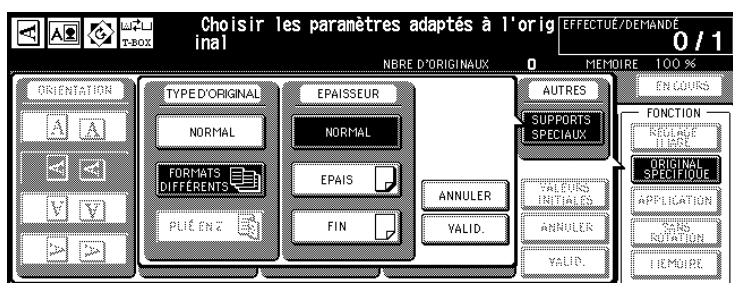 Choisir les paramètres adaptés à l'orig
inal
T-BOX
EFFECTUÉ/DEMANDÉ
0 / 1
NBRE D'ORIGINAUX 0 MEMOIRE 100 %
ORIENTATION
A A
A A
A A
A A
TYPE D'ORIGINAL
NORMAL
FORMATS
DIFFÉRENTS
PLIÉ EN Z
EPAISSEUR
NORMAL
EPAIS
FIN
ANNULER
VALID.
AUTRES
SUPPORTS
SPECIAUX
VALEURS
INITIALES
ANNULER
VALID.
EN COURS
FONCTION
REGLAGE
IMAGE
ORIGINAL
SPECIFIQUE
APPLICATION
SANS
ROTATION
MEMOIRE